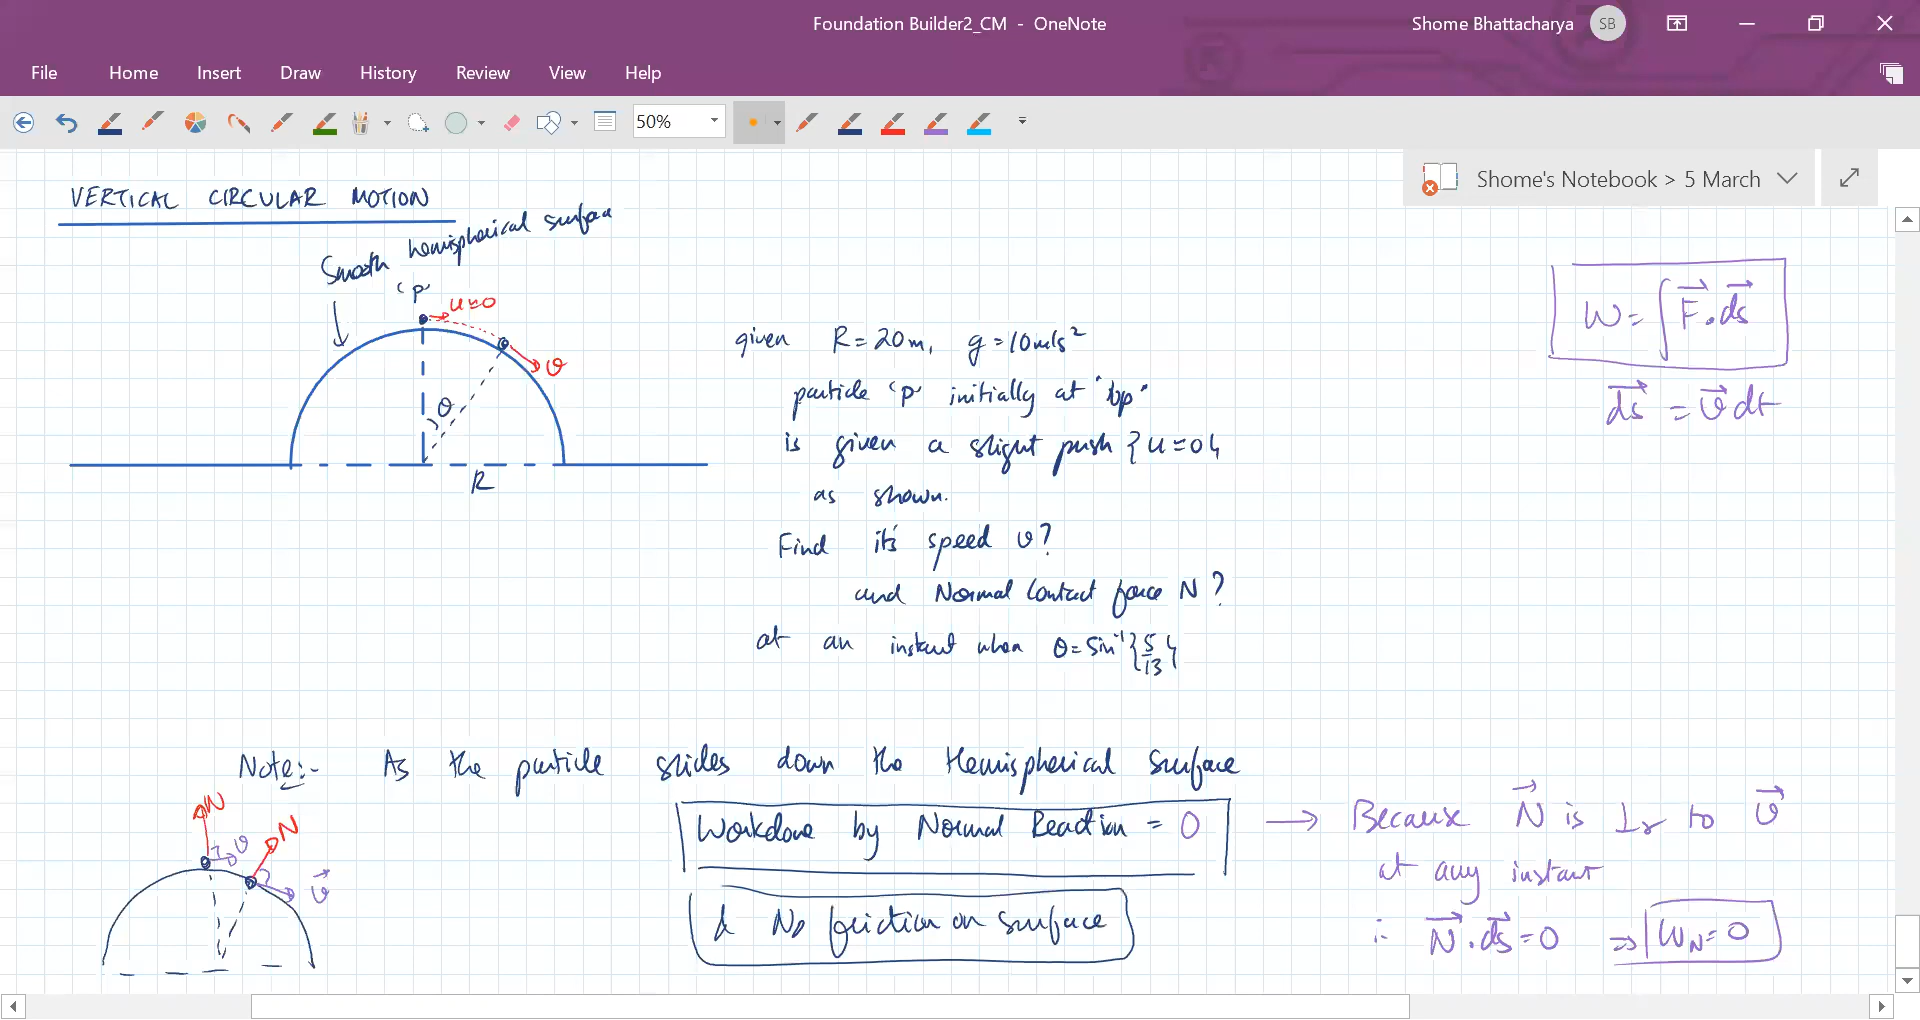 Foundation Builder2_CM - OneNote
Shome Bhattacharya SB
File Home Insert Draw History Review View Help
50%
Shome's Notebook > 5 March
VERTICAL CIRCULAR MOTION
Smooth hemispherical surface
'P'
u≈0
v
θ
R
given R = 20m, g = 10m/s²
particle 'P' initially at "top"
is given a slight push {u≈0}
as shown.
Find it's speed v?
and Normal Contact force N?
at an instant when θ = Sin⁻¹{5/13}
W = ∫F⃗.ds⃗
ds⃗ = v⃗dt
Note:- As the particle slides down the Hemispherical Surface
Workdone by Normal Reaction = 0
& No friction on surface
→ Because N⃗ is ⊥r to v⃗
at any instant
∴ N⃗.ds⃗ = 0 ⇒ W_N = 0
N
v
N
v⃗